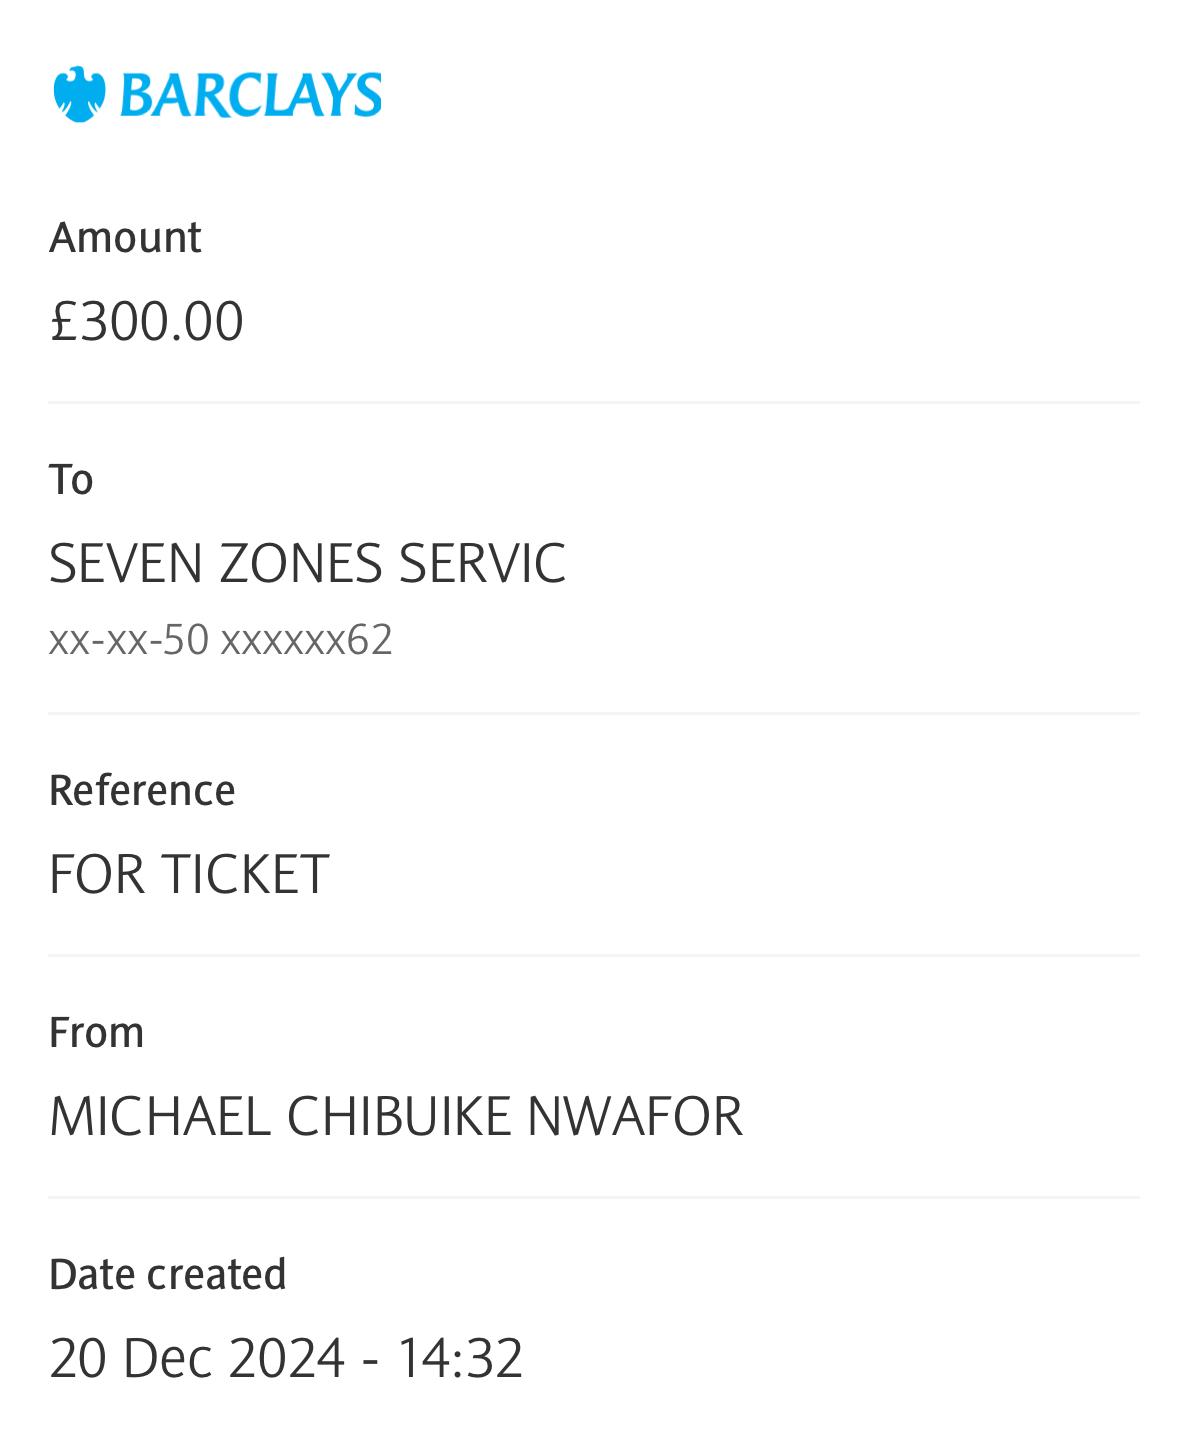 BARCLAYS
Amount
£300.00
To
SEVEN ZONES SERVIC
xx-xx-50 xxxxxx62
Reference
FOR TICKET
From
MICHAEL CHIBUIKE NWAFOR
Date created
20 Dec 2024 - 14:32